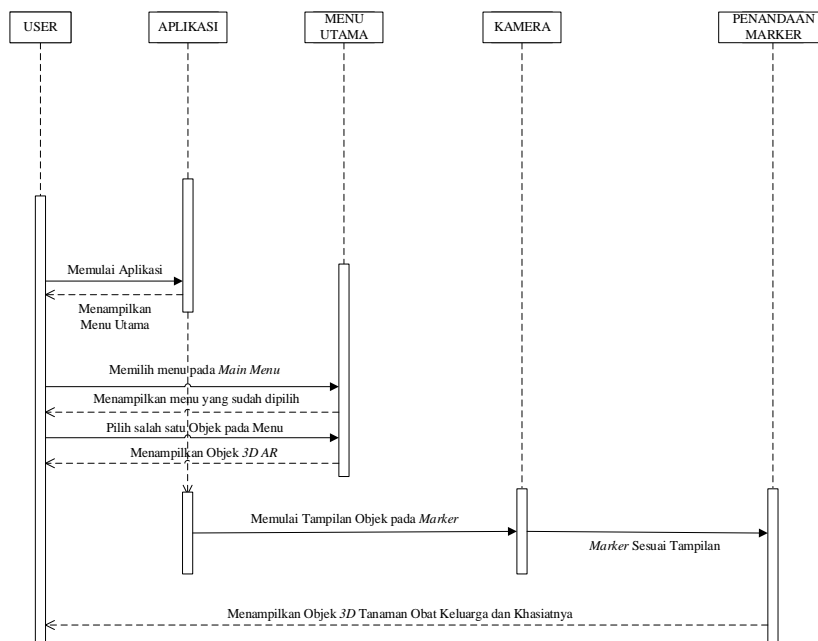 USER
APLIKASI
MENU
UTAMA
KAMERA
PENANDAAN
MARKER
Memulai Aplikasi
Menampilkan
Menu Utama
Memilih menu pada Main Menu
Menampilkan menu yang sudah dipilih
Pilih salah satu Objek pada Menu
Menampilkan Objek 3D AR
Memulai Tampilan Objek pada Marker
Marker Sesuai Tampilan
Menampilkan Objek 3D Tanaman Obat Keluarga dan Khasiatnya